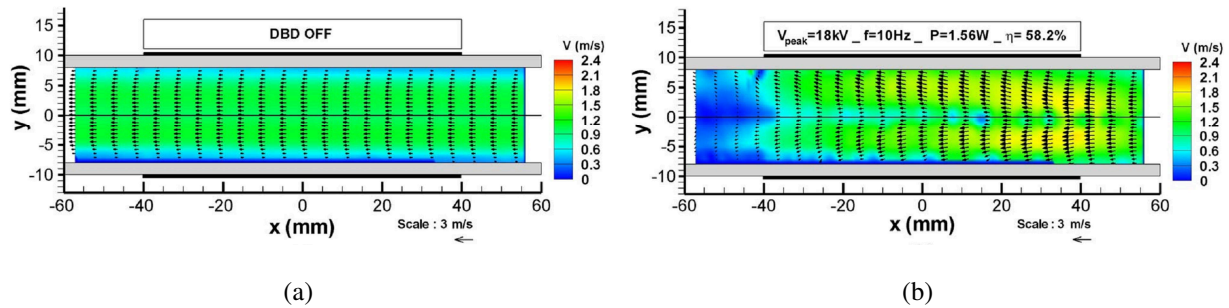 DBD OFF
V (m/s)
2.4
2.1
1.8
1.5
1.2
0.9
0.6
0.3
0
15
10
5
0
-5
-10
y (mm)
-60 -40 -20 0 20 40 60
x (mm)
Scale : 3 m/s
(a)
Vpeak=18kV _ f=10Hz _ P=1.56W _ η= 58.2%
V (m/s)
2.4
2.1
1.8
1.5
1.2
0.9
0.6
0.3
0
15
10
5
0
-5
-10
y (mm)
-60 -40 -20 0 20 40 60
x (mm)
Scale : 3 m/s
(b)